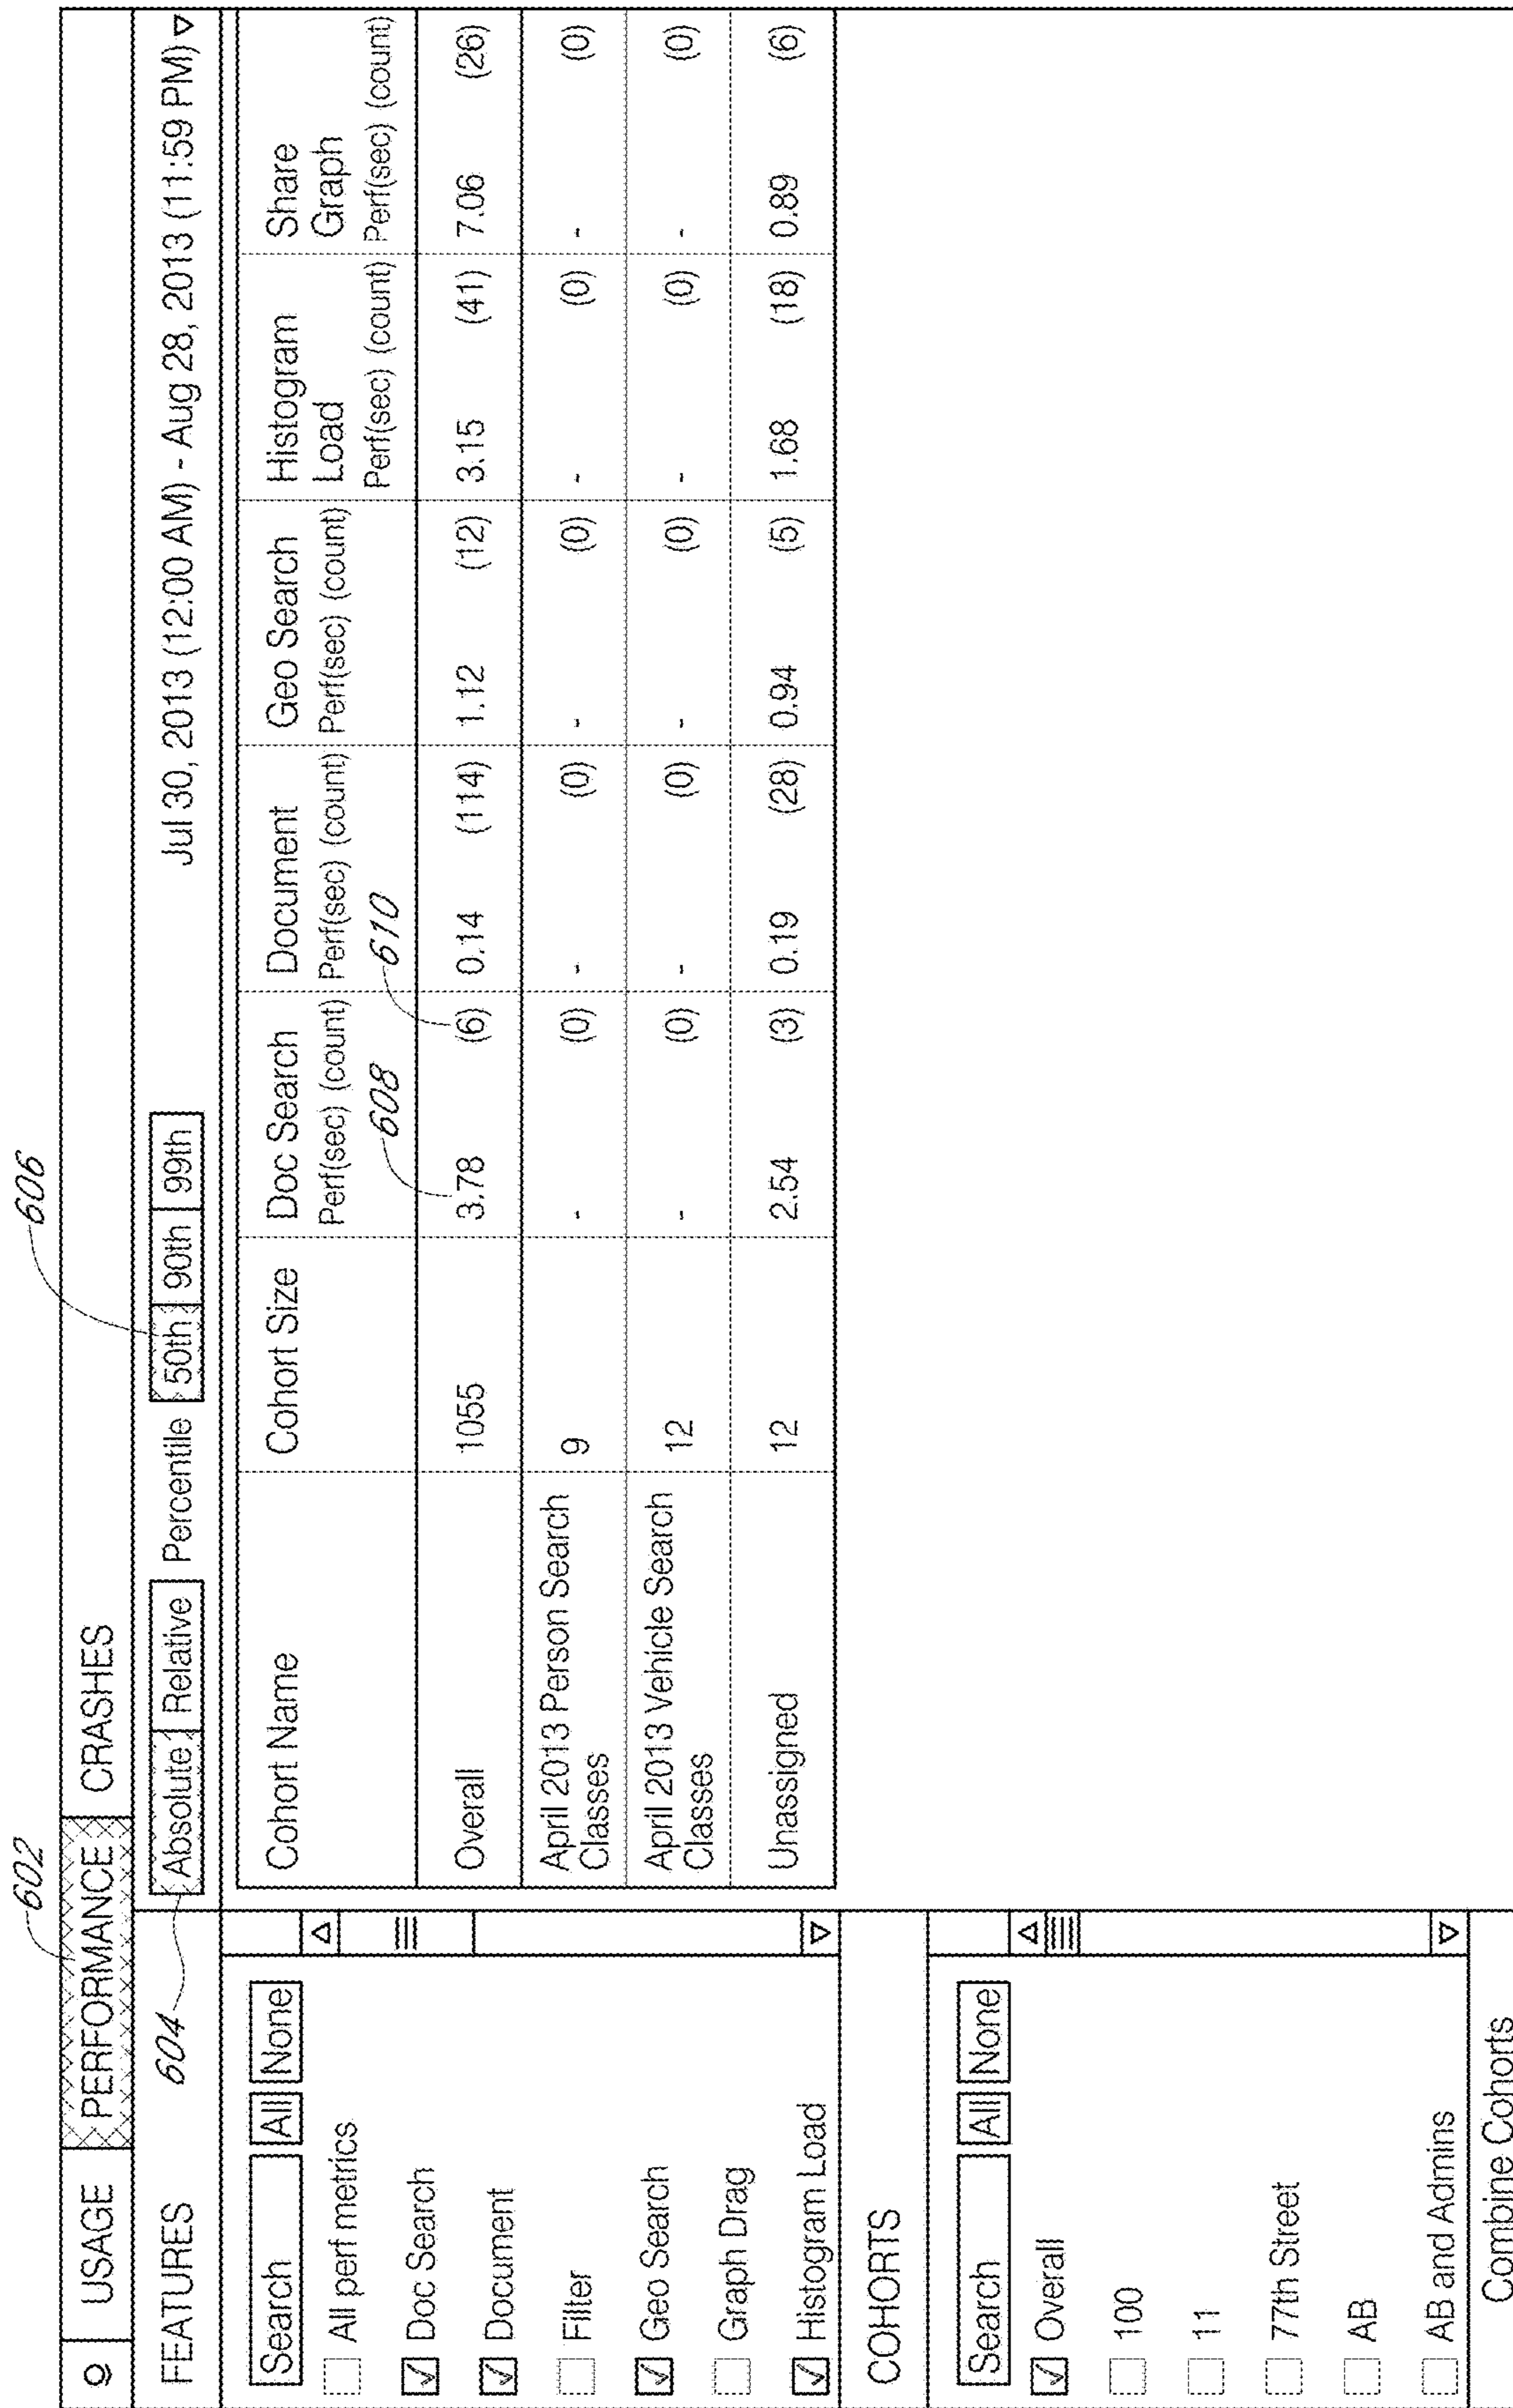 602
606
USAGE PERFORMANCE CRASHES
FEATURES
604
Absolute Relative Percentile 50th 90th 99th Jul 30, 2013 (12:00 AM) - Aug 28, 2013 (11:59 PM)
Search All None
All perf metrics
Doc Search
Document
Filter
Geo Search
Graph Drag
Histogram Load
COHORTS
Search All None
Overall
100
11
77th Street
AB
AB and Admins
Combine Cohorts
Cohort Name Cohort Size Doc Search Document Geo Search Histogram Load Share Graph
Perf(sec) (count) Perf(sec) (count) Perf(sec) (count) Perf(sec) (count) Perf(sec) (count)
608 610
Overall 1055 3.78 (6) 0.14 (114) 1.12 (12) 3.15 (41) 7.06 (26)
April 2013 Person Search Classes 9 - (0) - (0) - (0) - (0) - (0)
April 2013 Vehicle Search Classes 12 - (0) - (0) - (0) - (0) - (0)
Unassigned 12 2.54 (3) 0.19 (28) 0.94 (5) 1.68 (18) 0.89 (6)